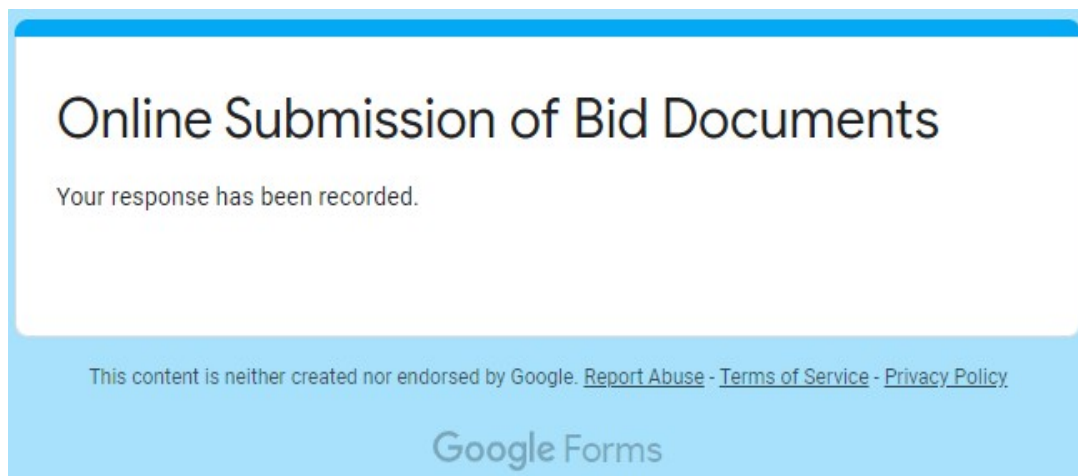 Online Submission of Bid Documents
Your response has been recorded.
This content is neither created nor endorsed by Google. Report Abuse - Terms of Service - Privacy Policy
Google Forms